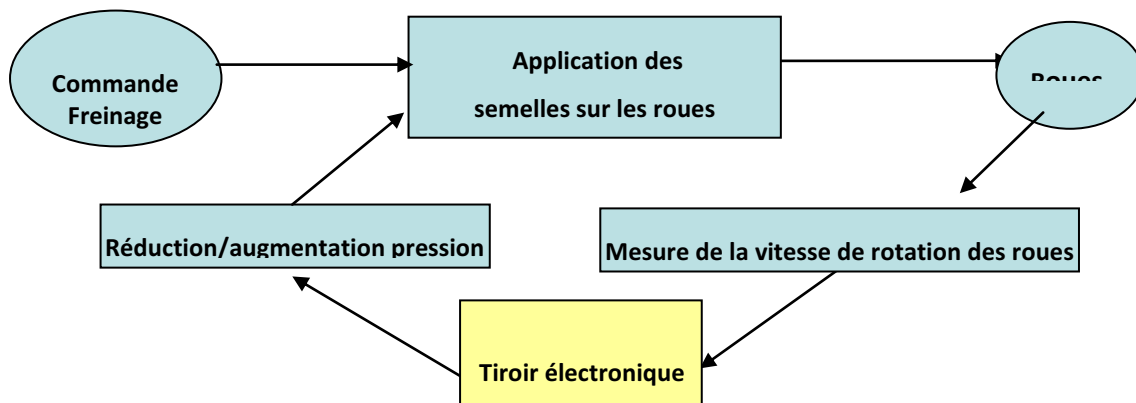 Commande
Freinage
Application des
semelles sur les roues
Roues
Réduction/augmentation pression
Mesure de la vitesse de rotation des roues
Tiroir électronique